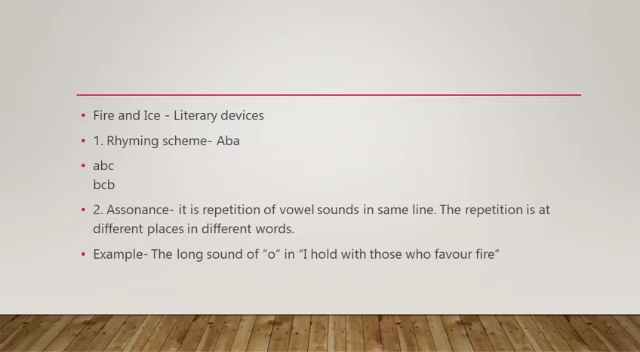 Fire and Ice - Literary devices
1. Rhyming scheme- Aba
abc
bcb
2. Assonance- it is repetition of vowel sounds in same line. The repetition is at
different places in different words.
Example- The long sound of "o" in "I hold with those who favour fire"